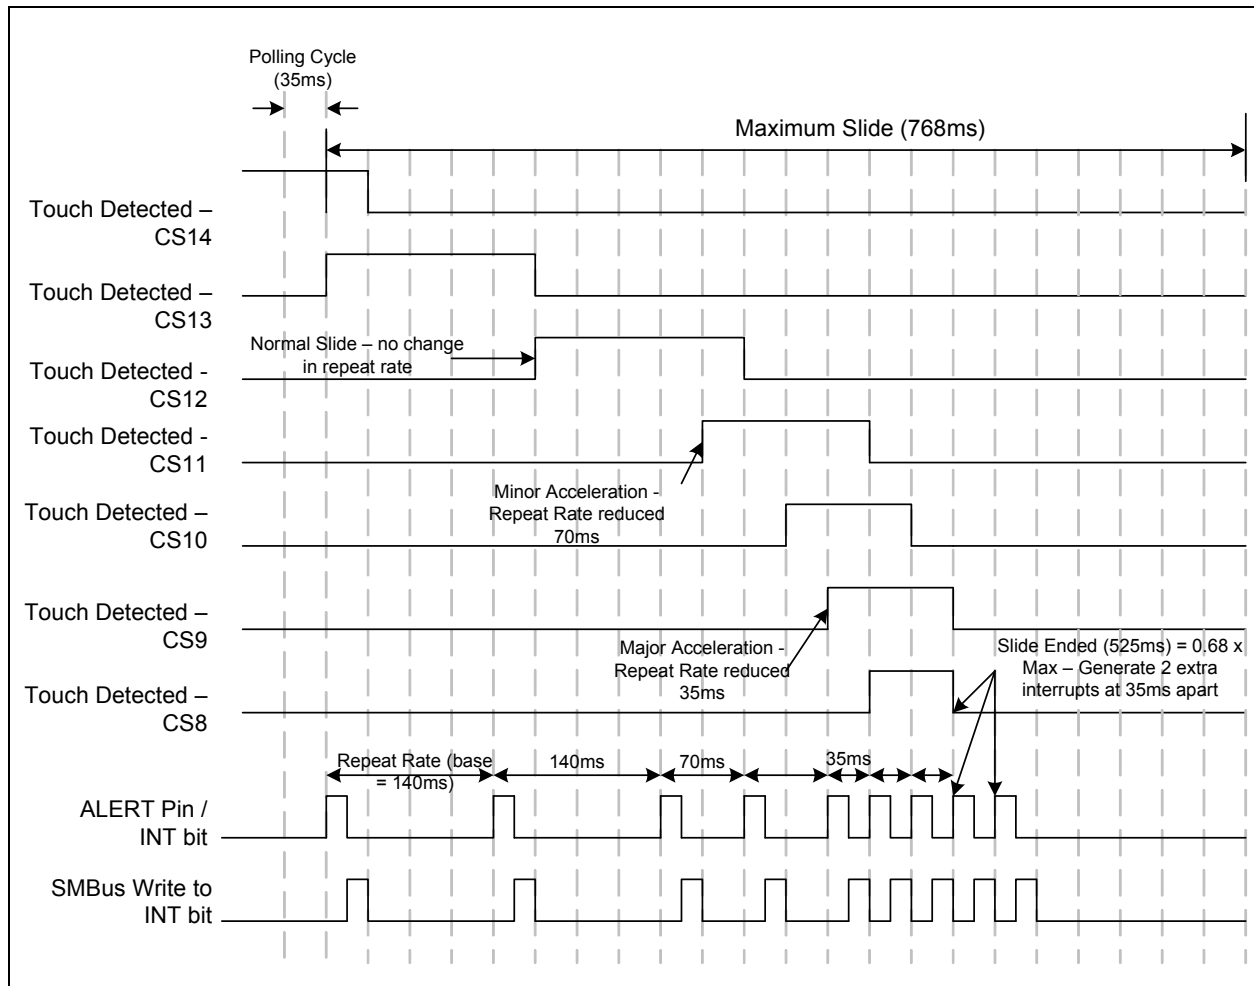 Polling Cycle
(35ms)
Maximum Slide (768ms)
Touch Detected –
CS14
Touch Detected –
CS13
Normal Slide – no change
in repeat rate
Touch Detected -
CS12
Touch Detected -
CS11
Minor Acceleration -
Repeat Rate reduced
70ms
Touch Detected –
CS10
Touch Detected –
CS9
Major Acceleration -
Repeat Rate reduced
35ms
Slide Ended (525ms) = 0.68 x
Max – Generate 2 extra
interrupts at 35ms apart
Touch Detected –
CS8
Repeat Rate (base
= 140ms)
140ms
70ms
35ms
ALERT Pin /
INT bit
SMBus Write to
INT bit